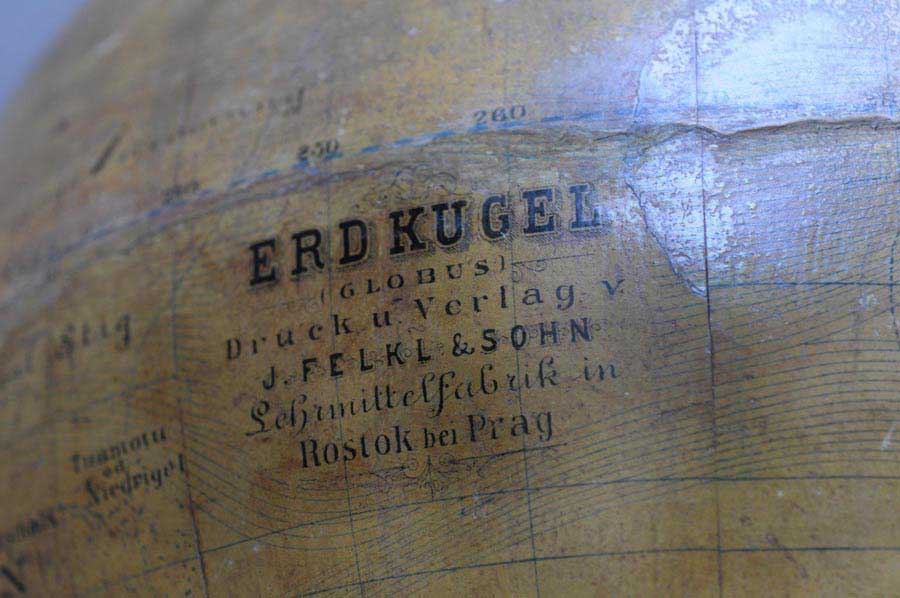 260
250
ERDKUGEL
(GLOBUS)
Druck u. Verlag v.
J. FELKL & SOHN
Lehrmittelfabrik in
Rostok bei Prag
Tuamotu
od.
Niedrige